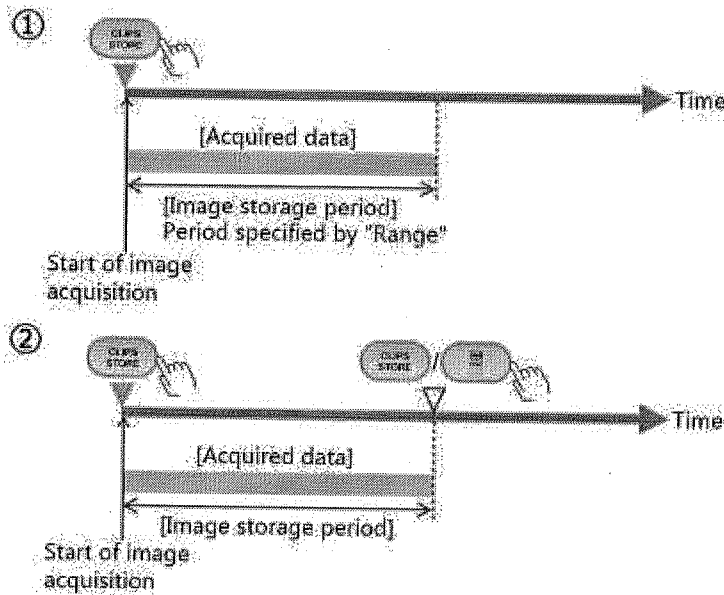 ①
CLIPS
STORE
Time
[Acquired data]
[Image storage period]
Period specified by "Range"
Start of image
acquisition
②
CLIPS
STORE
CLIPS
STORE
/
Time
[Acquired data]
[Image storage period]
Start of image
acquisition